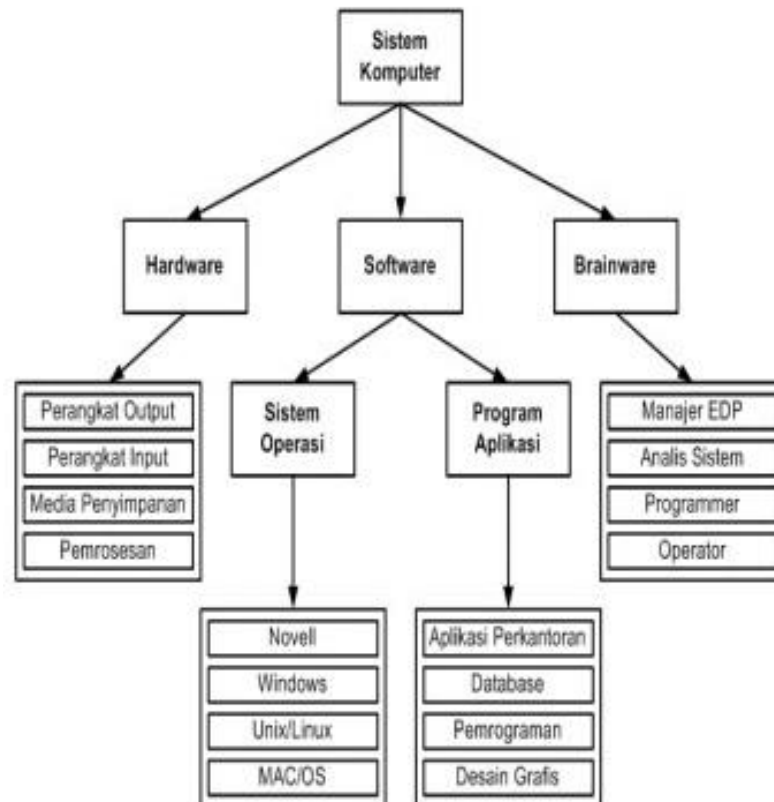 Sistem
Komputer
Hardware
Software
Brainware
Perangkat Output
Perangkat Input
Media Penyimpanan
Pemrosesan
Sistem
Operasi
Program
Aplikasi
Manajer EDP
Analis Sistem
Programmer
Operator
Novell
Windows
Unix/Linux
MAC/OS
Aplikasi Perkantoran
Database
Pemrograman
Desain Grafis